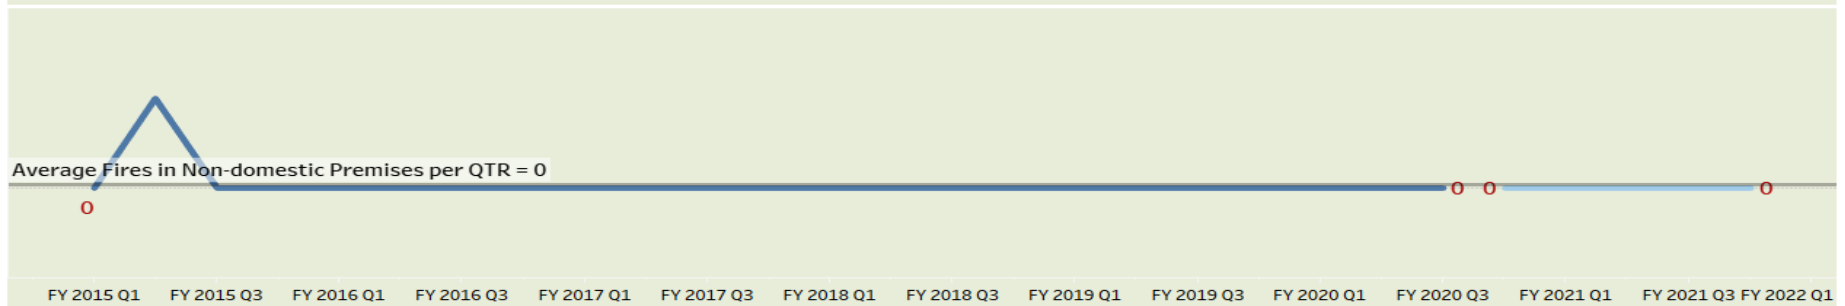 Average Fires in Non-domestic Premises per QTR = 0
0 0 0
0
FY 2015 Q1 FY 2015 Q3 FY 2016 Q1 FY 2016 Q3 FY 2017 Q1 FY 2017 Q3 FY 2018 Q1 FY 2018 Q3 FY 2019 Q1 FY 2019 Q3 FY 2020 Q1 FY 2020 Q3 FY 2021 Q1 FY 2021 Q3 FY 2022 Q1